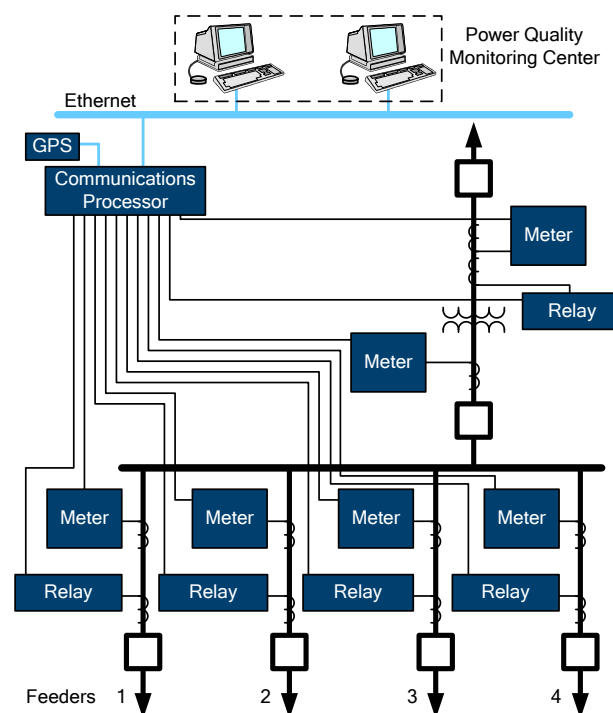 Power Quality
Monitoring Center
Ethernet
GPS
Communications
Processor
Meter
Relay
Meter
Meter
Meter
Meter
Meter
Relay
Relay
Relay
Relay
Feeders 1 2 3 4